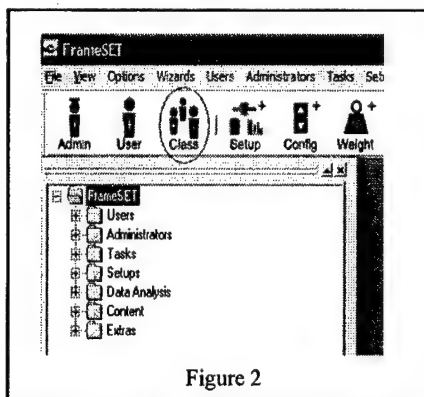 FrameSET
File View Options Wizards Users Administrators Tasks Set
Admin User Class Setup Config Weight
FrameSET
Users
Administrators
Tasks
Setups
Data Analysis
Content
Extras
Figure 2